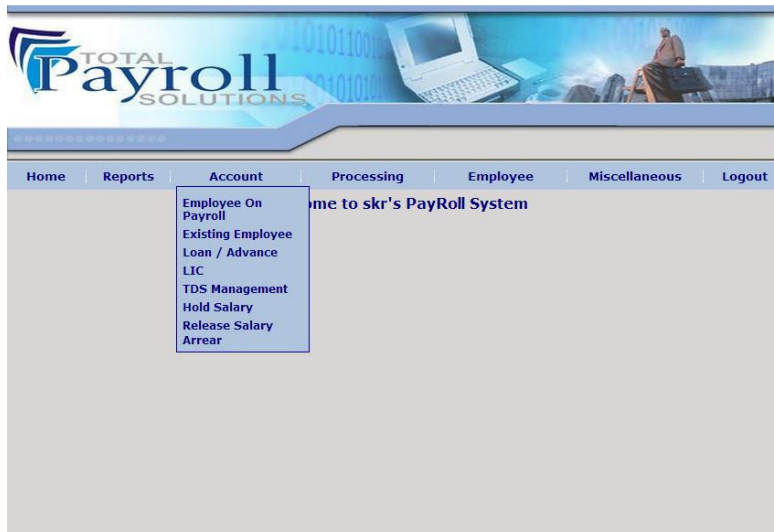 TOTAL
Payroll
SOLUTIONS
Home Reports Account Processing Employee Miscellaneous Logout
ome to skr's PayRoll System
Employee On
Payroll
Existing Employee
Loan / Advance
LIC
TDS Management
Hold Salary
Release Salary
Arrear